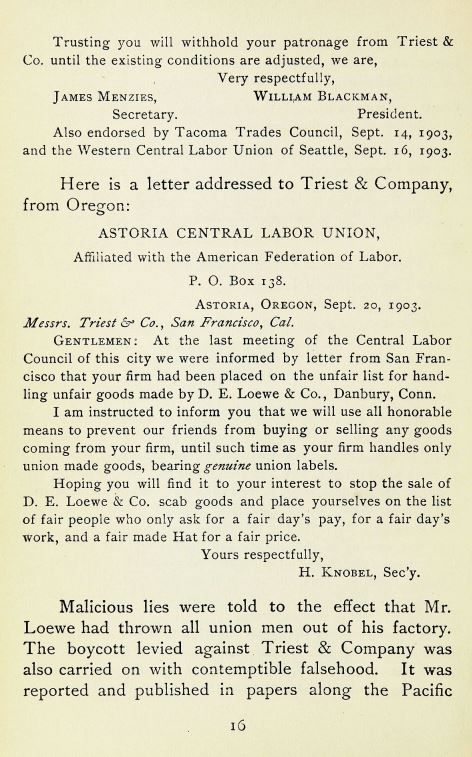 Trusting you will withhold your patronage from Triest &
Co. until the existing conditions are adjusted, we are,
Very respectfully,
James Menzies, William Blackman,
Secretary. President.
Also endorsed by Tacoma Trades Council, Sept. 14, 1903,
and the Western Central Labor Union of Seattle, Sept. 16, 1903.
Here is a letter addressed to Triest & Company,
from Oregon:
ASTORIA CENTRAL LABOR UNION,
Affiliated with the American Federation of Labor.
P. O. Box 138.
Astoria, Oregon, Sept. 20, 1903.
Messrs. Triest & Co., San Francisco, Cal.
Gentlemen: At the last meeting of the Central Labor
Council of this city we were informed by letter from San Fran-
cisco that your firm had been placed on the unfair list for hand-
ling unfair goods made by D. E. Loewe & Co., Danbury, Conn.
I am instructed to inform you that we will use all honorable
means to prevent our friends from buying or selling any goods
coming from your firm, until such time as your firm handles only
union made goods, bearing genuine union labels.
Hoping you will find it to your interest to stop the sale of
D. E. Loewe & Co. scab goods and place yourselves on the list
of fair people who only ask for a fair day's pay, for a fair day's
work, and a fair made Hat for a fair price.
Yours respectfully,
H. Knobel, Sec'y.
Malicious lies were told to the effect that Mr.
Loewe had thrown all union men out of his factory.
The boycott levied against Triest & Company was
also carried on with contemptible falsehood. It was
reported and published in papers along the Pacific
16